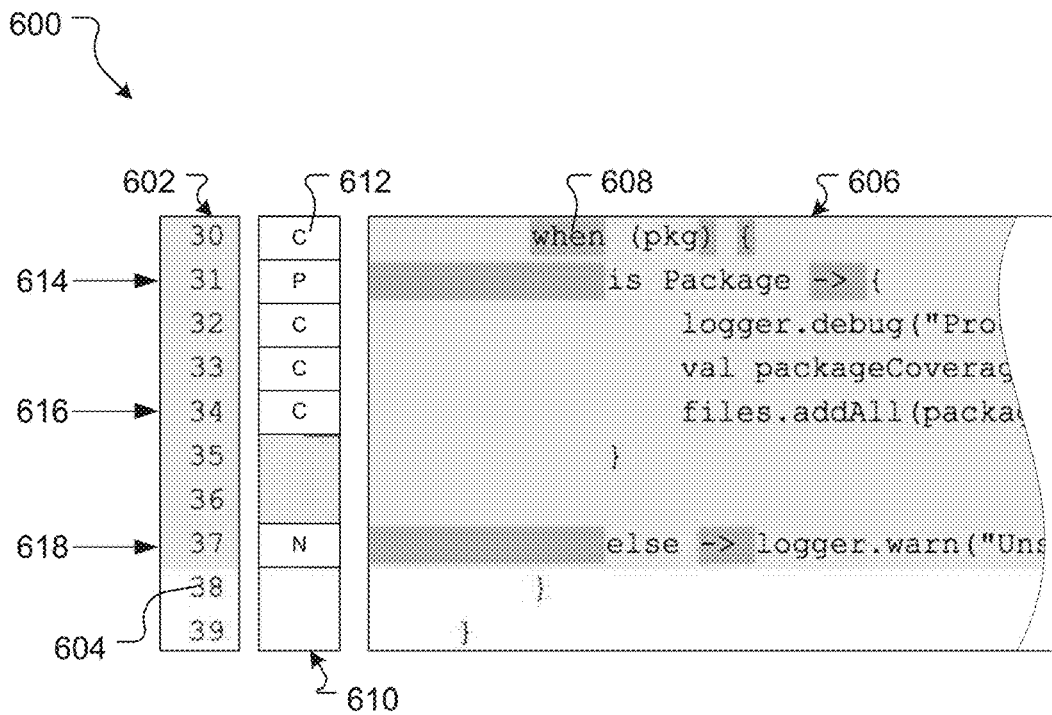 600
602 612 608 606
30 C when (pkg) {
614 31 P is Package -> {
32 C logger.debug("Pro
33 C val packageCoverag
616 34 C files.addAll(packa
35 }
36
618 37 N else -> logger.warn("Uns
38 }
39 }
604
610